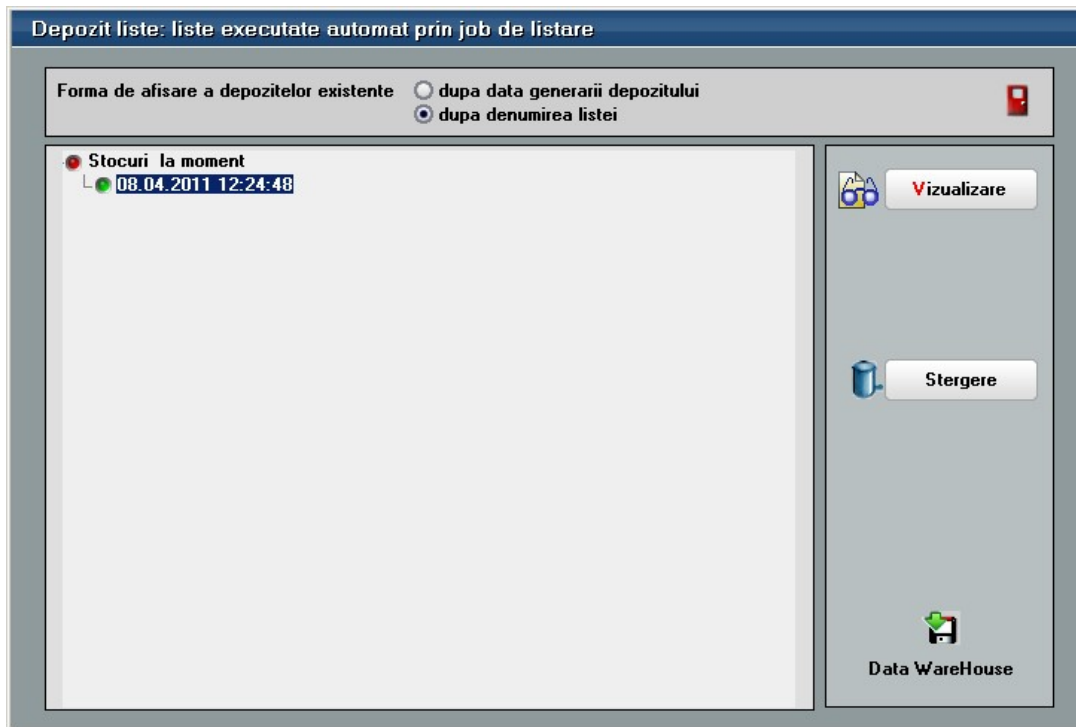 Depozit liste: liste executate automat prin job de listare
Forma de afisare a depozitelor existente
dupa data generarii depozitului
dupa denumirea listei
Stocuri la moment
08.04.2011 12:24:48
Vizualizare
Stergere
Data WareHouse